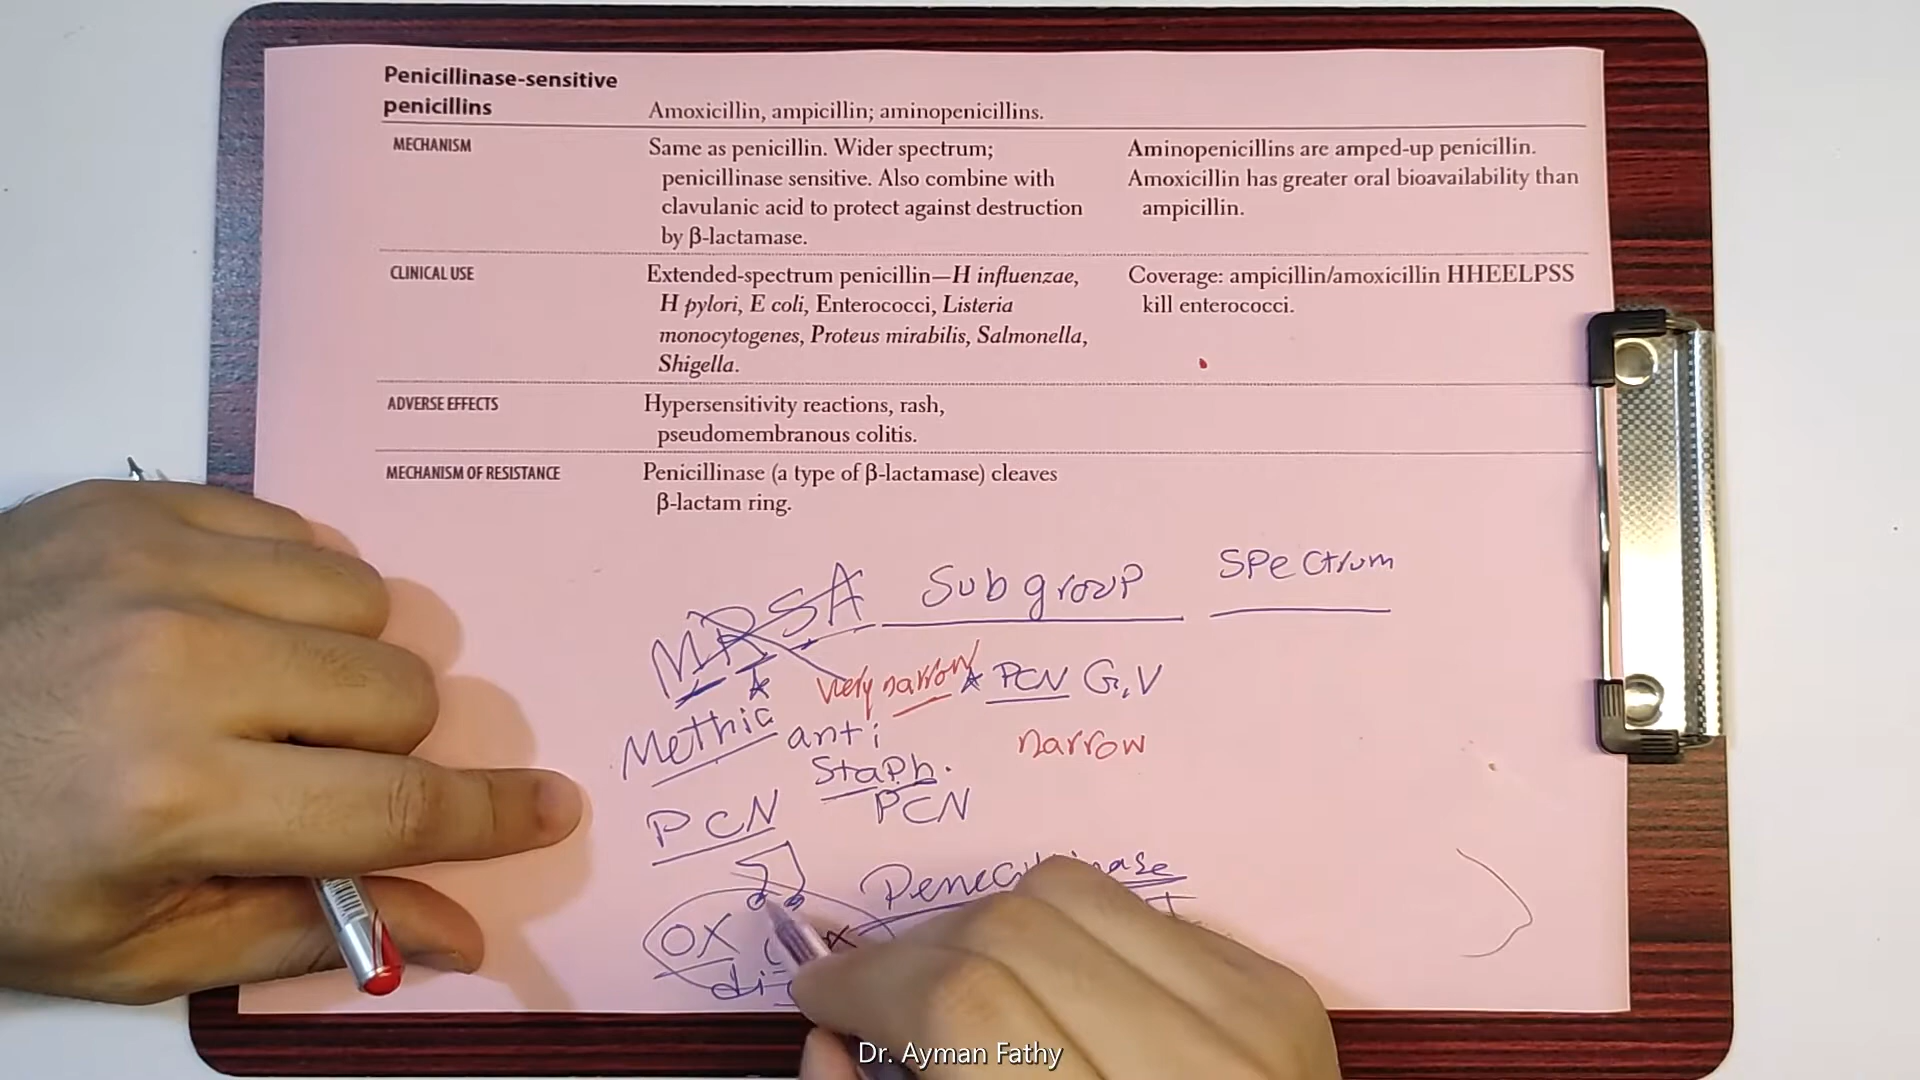 Penicillinase-sensitive
penicillins
Amoxicillin, ampicillin; aminopenicillins.
MECHANISM
Same as penicillin. Wider spectrum;
penicillinase sensitive. Also combine with
clavulanic acid to protect against destruction
by β-lactamase.
Aminopenicillins are amped-up penicillin.
Amoxicillin has greater oral bioavailability than
ampicillin.
CLINICAL USE
Extended-spectrum penicillin—H influenzae,
H pylori, E coli, Enterococci, Listeria
monocytogenes, Proteus mirabilis, Salmonella,
Shigella.
Coverage: ampicillin/amoxicillin HHEELPSS
kill enterococci.
ADVERSE EFFECTS
Hypersensitivity reactions, rash,
pseudomembranous colitis.
MECHANISM OF RESISTANCE
Penicillinase (a type of β-lactamase) cleaves
β-lactam ring.
MRSA
Subgroup
Spectrum
very narrow
PCN G, V
Methic
anti
narrow
Staph.
PCN
PCN
OX
Dr. Ayman Fathy